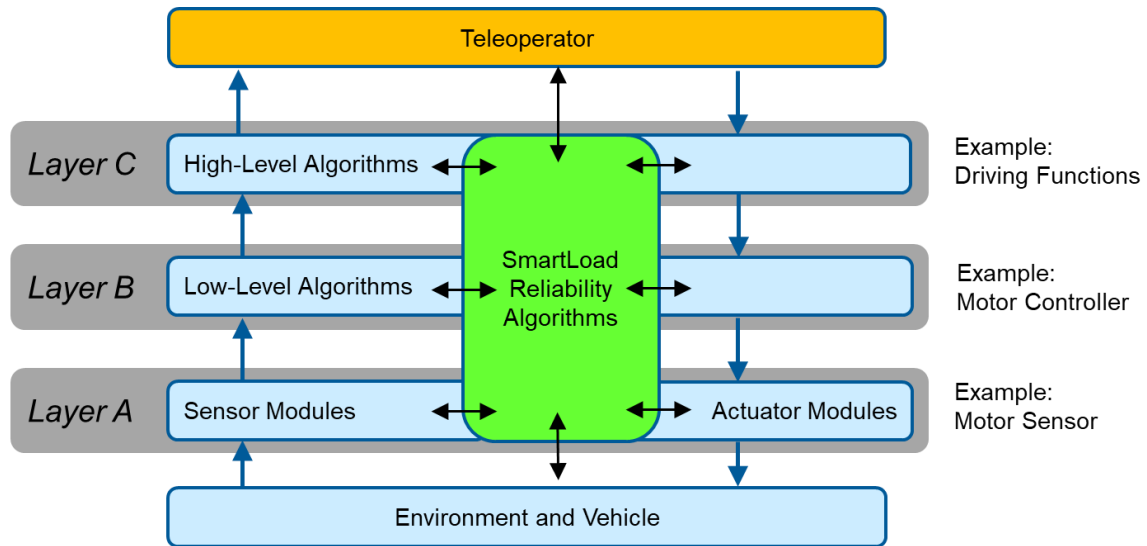 Teleoperator
Layer C
High-Level Algorithms
Example:
Driving Functions
SmartLoad
Reliability
Algorithms
Layer B
Low-Level Algorithms
Example:
Motor Controller
Layer A
Sensor Modules
Actuator Modules
Example:
Motor Sensor
Environment and Vehicle